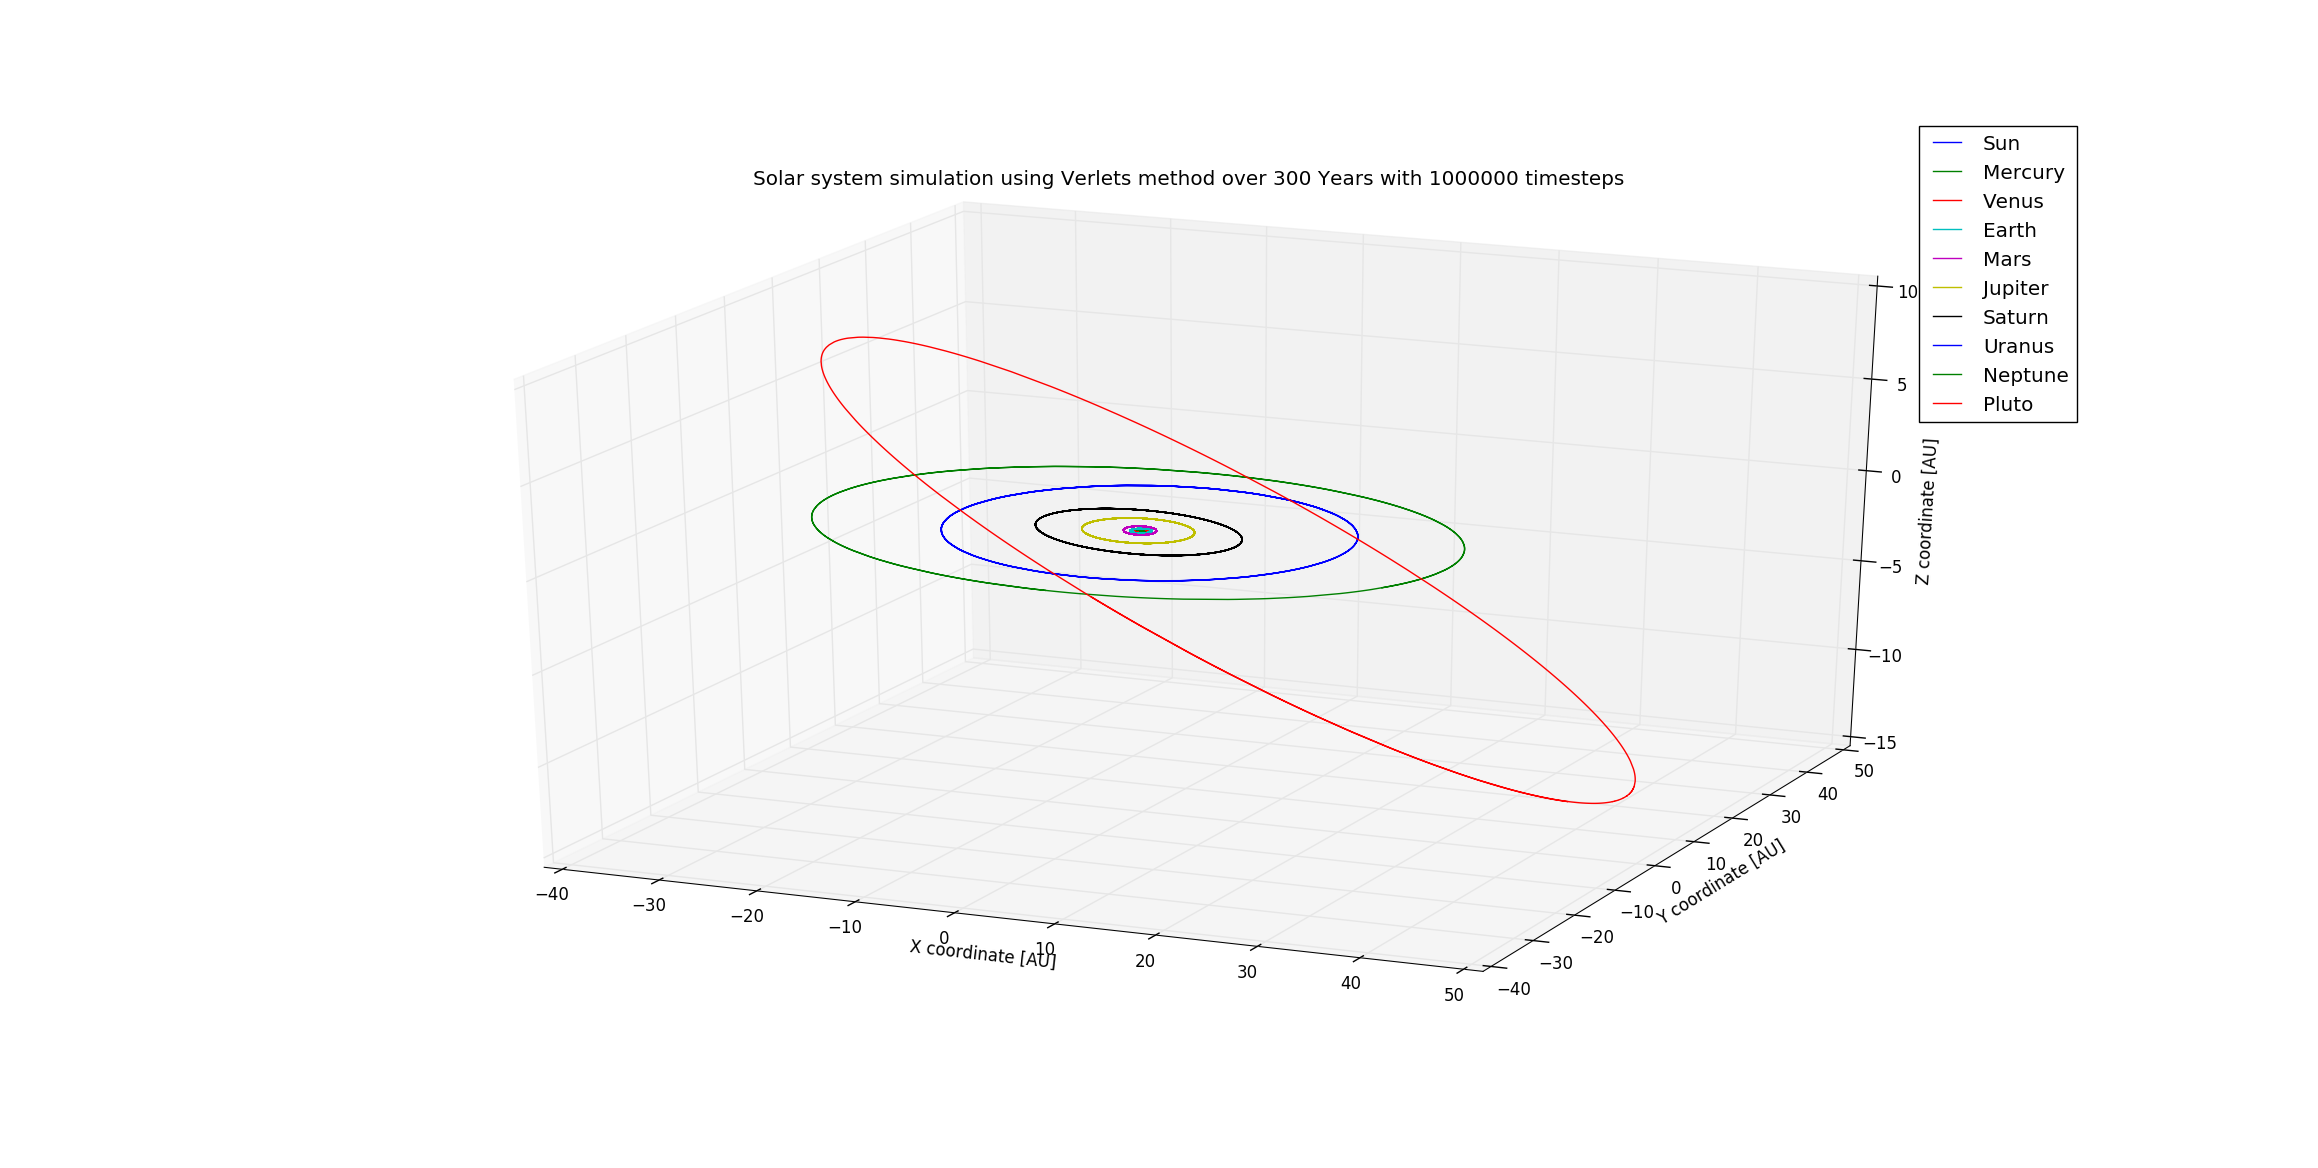 Solar system simulation using Verlets method over 300 Years with 1000000 timesteps
Sun
Mercury
Venus
Earth
Mars
Jupiter
Saturn
Uranus
Neptune
Pluto
10
5
0
−5
−10
−15
Z coordinate [AU]
50
40
30
20
10
0
−10
−20
−30
−40
Y coordinate [AU]
−40
−30
−20
−10
0
10
20
30
40
50
X coordinate [AU]